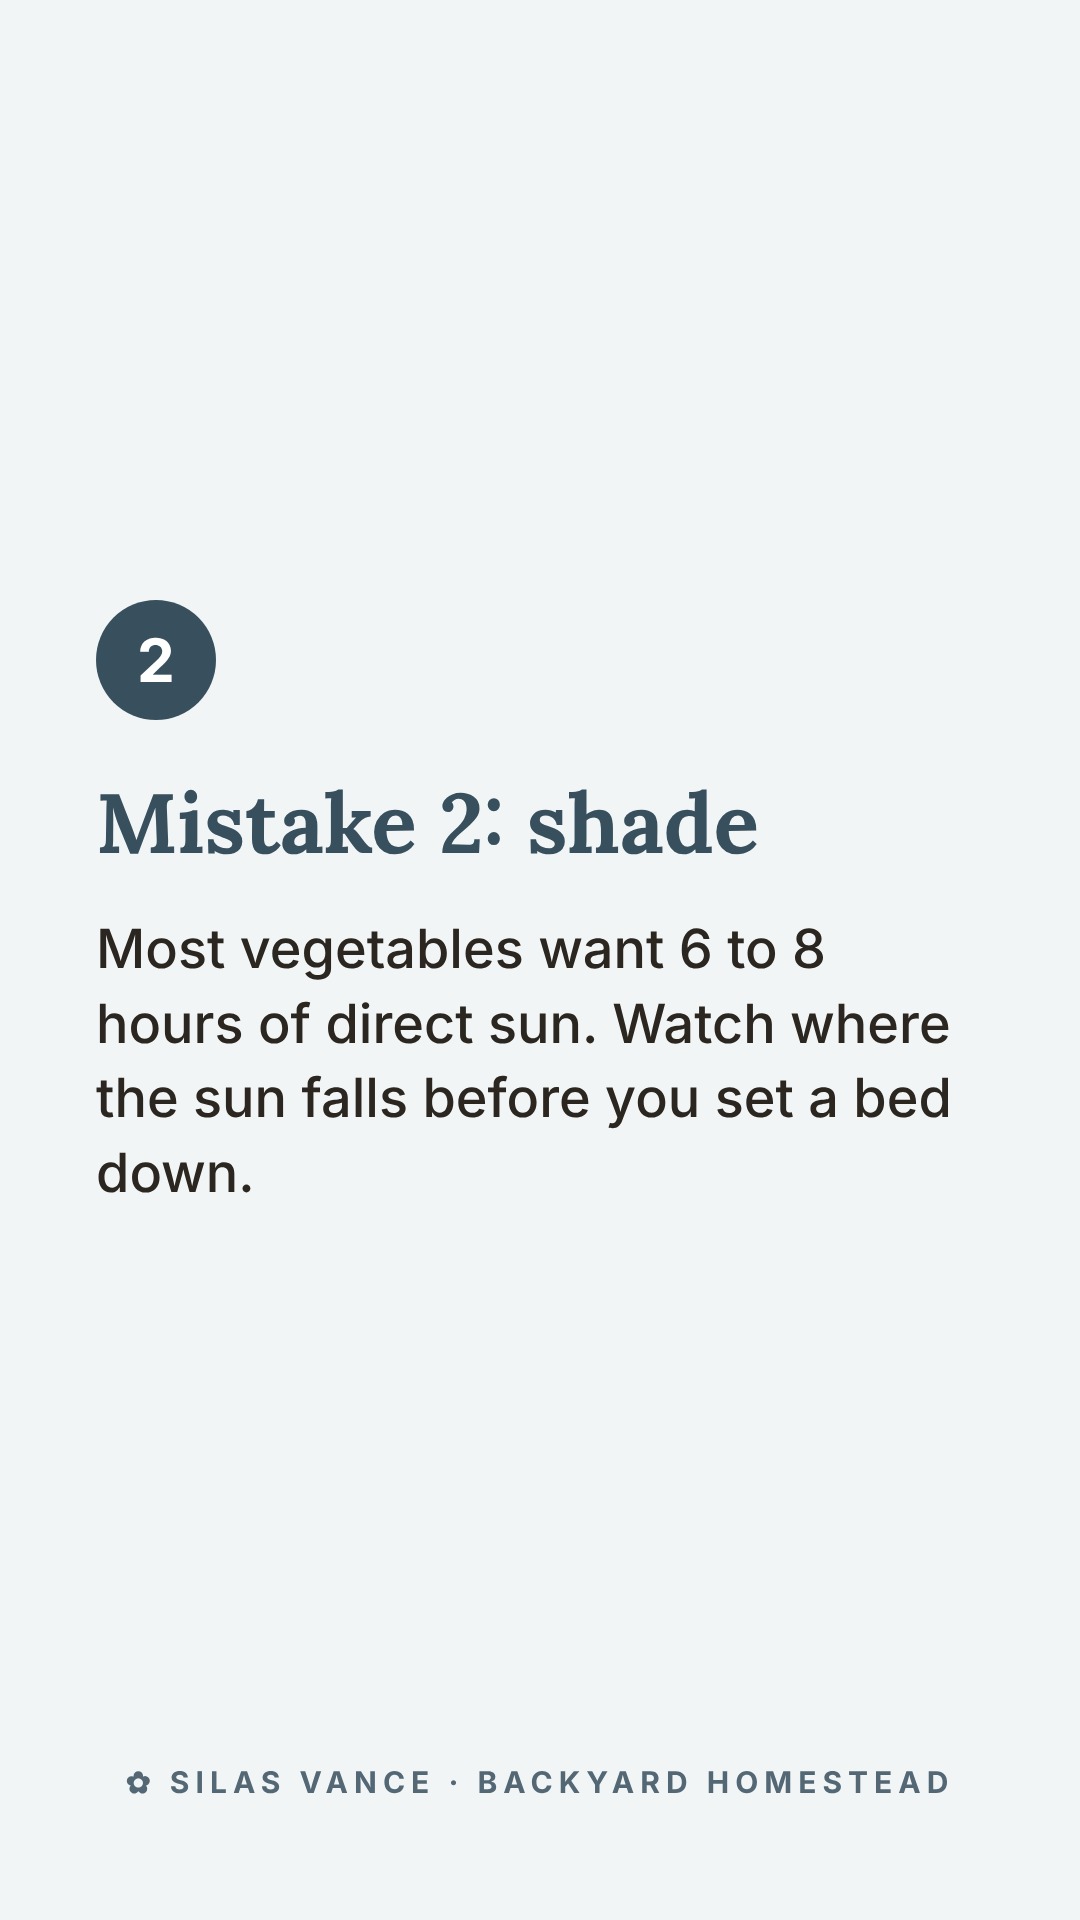 2
Mistake 2: shade
Most vegetables want 6 to 8
hours of direct sun. Watch where
the sun falls before you set a bed
down.
✿ SILAS VANCE · BACKYARD HOMESTEAD